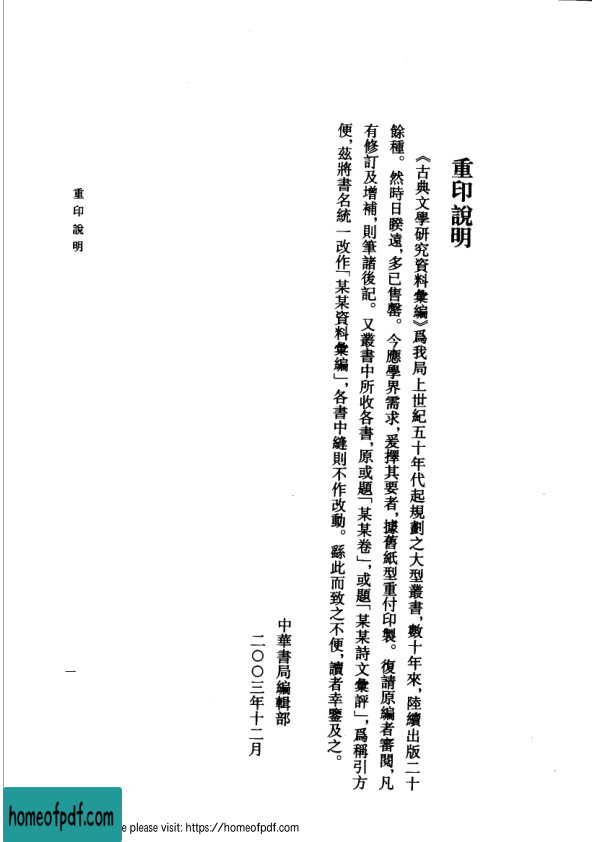 重印說明
《古典文學研究資料彙編》爲我局上世紀五十年代起規劃之大型叢書，數十年來，陸續出版二十
餘種。然時日睽遠，多已售罄。今應學界需求，爰擇其要者，據舊紙型重付印製。復請原編者審閱，凡
有修訂及增補，則筆諸後記。又叢書中所收各書，原或題「某某卷」，或題「某某詩文彙評」，爲稱引方
便，茲將書名統一改作「某某資料彙編」，各書中縫則不作改動。繇此而致之不便，讀者幸鑒及之。
中華書局編輯部
二〇〇三年十二月
重印說明
一
homeofpdf.com
e please visit: https://homeofpdf.com